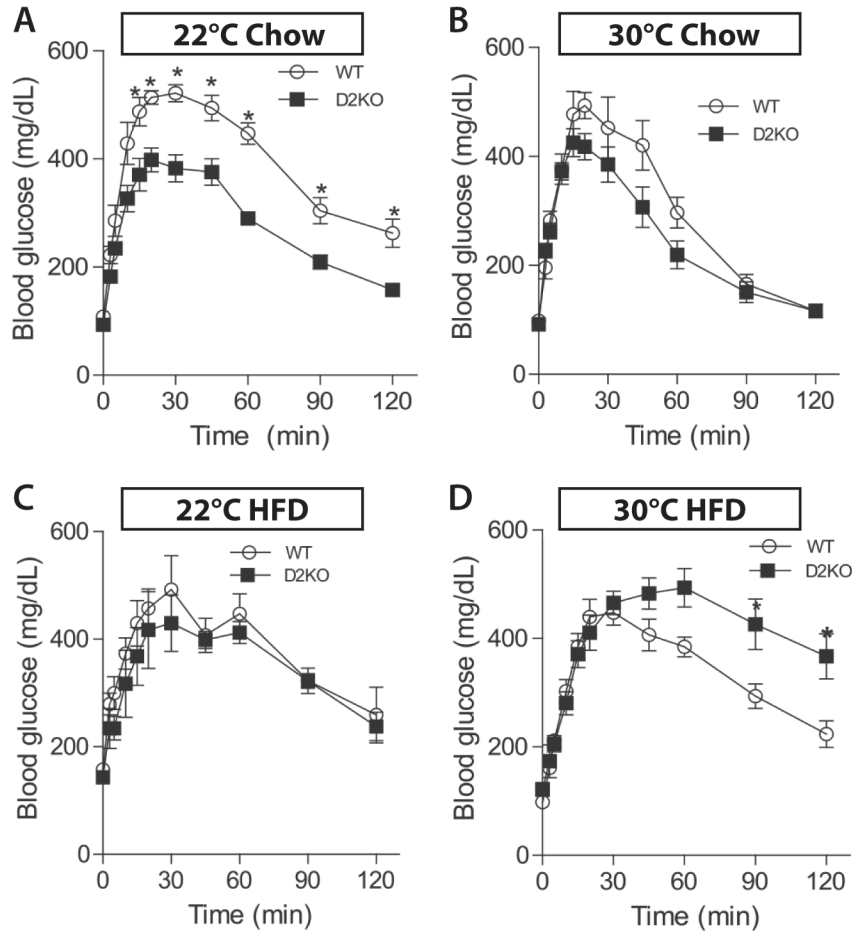 A
22°C Chow
600
400
200
0
Blood glucose (mg/dL)
WT
D2KO
* * * * * * *
0 30 60 90 120
Time (min)
B
30°C Chow
600
400
200
0
Blood glucose (mg/dL)
WT
D2KO
0 30 60 90 120
Time (min)
C
22°C HFD
600
400
200
0
Blood glucose (mg/dL)
WT
D2KO
0 30 60 90 120
Time (min)
D
30°C HFD
600
400
200
0
Blood glucose (mg/dL)
WT
D2KO
* *
0 30 60 90 120
Time (min)